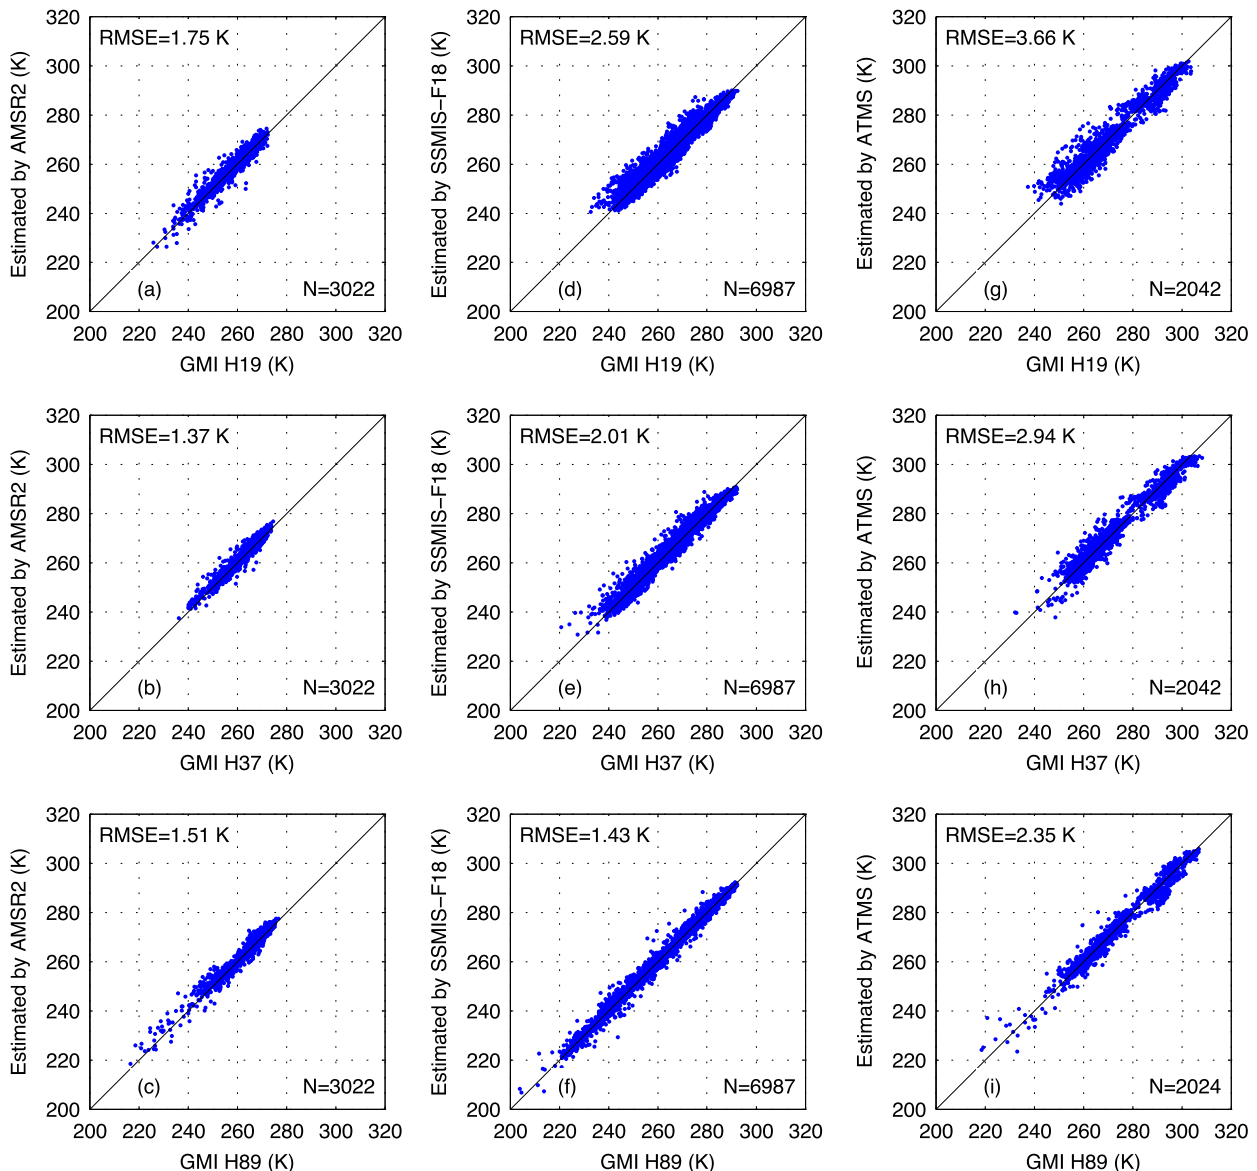 320
300
280
260
240
220
200
Estimated by AMSR2 (K)
RMSE=1.75 K
(a)
N=3022
200 220 240 260 280 300 320
GMI H19 (K)
320
300
280
260
240
220
200
Estimated by SSMIS−F18 (K)
RMSE=2.59 K
(d)
N=6987
200 220 240 260 280 300 320
GMI H19 (K)
320
300
280
260
240
220
200
Estimated by ATMS (K)
RMSE=3.66 K
(g)
N=2042
200 220 240 260 280 300 320
GMI H19 (K)
320
300
280
260
240
220
200
Estimated by AMSR2 (K)
RMSE=1.37 K
(b)
N=3022
200 220 240 260 280 300 320
GMI H37 (K)
320
300
280
260
240
220
200
Estimated by SSMIS−F18 (K)
RMSE=2.01 K
(e)
N=6987
200 220 240 260 280 300 320
GMI H37 (K)
320
300
280
260
240
220
200
Estimated by ATMS (K)
RMSE=2.94 K
(h)
N=2042
200 220 240 260 280 300 320
GMI H37 (K)
320
300
280
260
240
220
200
Estimated by AMSR2 (K)
RMSE=1.51 K
(c)
N=3022
200 220 240 260 280 300 320
GMI H89 (K)
320
300
280
260
240
220
200
Estimated by SSMIS−F18 (K)
RMSE=1.43 K
(f)
N=6987
200 220 240 260 280 300 320
GMI H89 (K)
320
300
280
260
240
220
200
Estimated by ATMS (K)
RMSE=2.35 K
(i)
N=2024
200 220 240 260 280 300 320
GMI H89 (K)